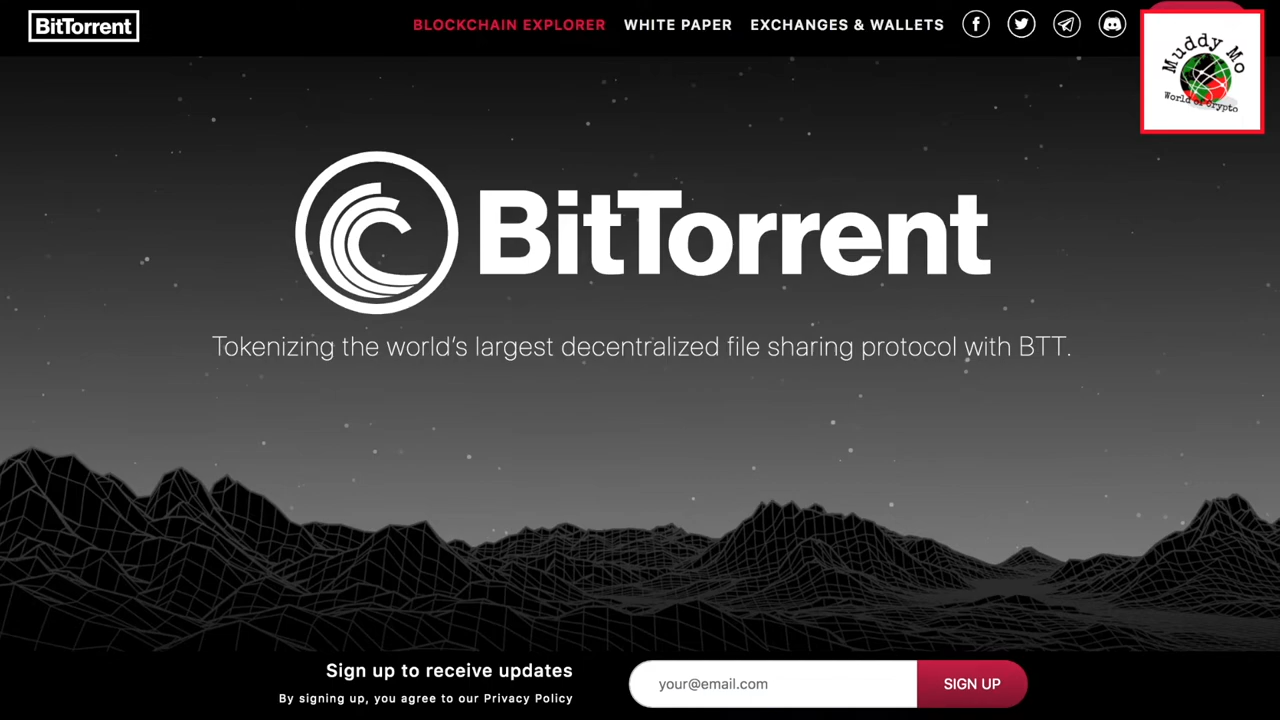 BitTorrent
BLOCKCHAIN EXPLORER
WHITE PAPER
EXCHANGES & WALLETS
Muddy Mo
World of Crypto
BitTorrent
Tokenizing the world's largest decentralized file sharing protocol with BTT.
Sign up to receive updates
By signing up, you agree to our Privacy Policy
your@email.com
SIGN UP